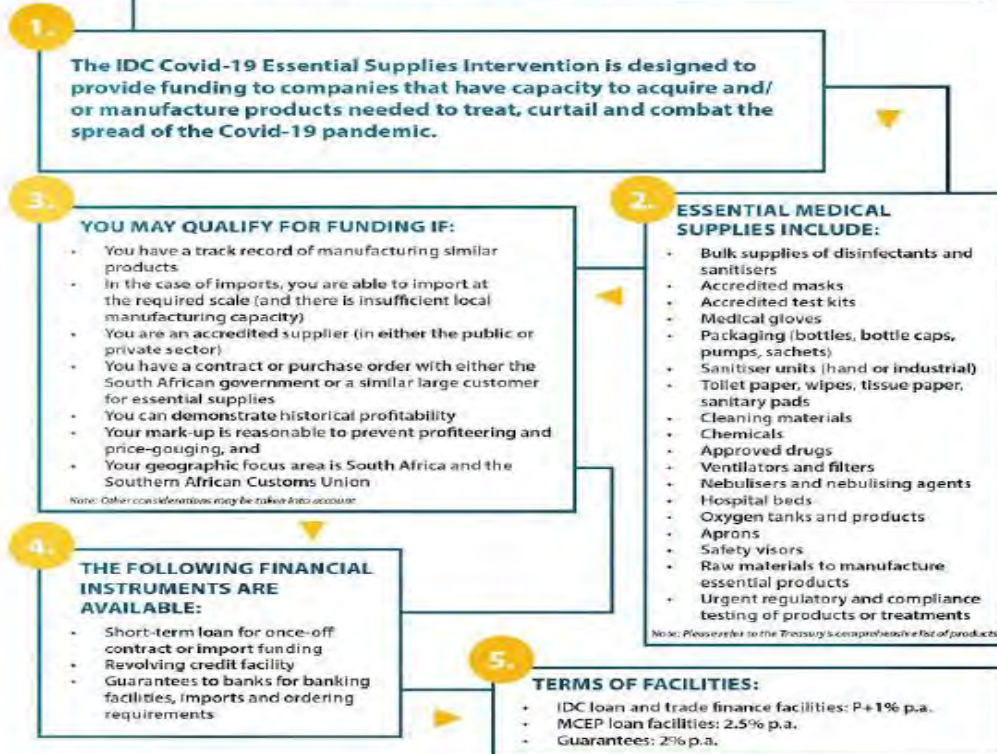 1.
The IDC Covid-19 Essential Supplies Intervention is designed to
provide funding to companies that have capacity to acquire and/
or manufacture products needed to treat, curtail and combat the
spread of the Covid-19 pandemic.
2.
ESSENTIAL MEDICAL
SUPPLIES INCLUDE:
• Bulk supplies of disinfectants and
sanitisers
• Accredited masks
• Accredited test kits
• Medical gloves
• Packaging (bottles, bottle caps,
pumps, sachets)
• Sanitiser units (hand or industrial)
• Toilet paper, wipes, tissue paper,
sanitary pads
• Cleaning materials
• Chemicals
• Approved drugs
• Ventilators and filters
• Nebulisers and nebulising agents
• Hospital beds
• Oxygen tanks and products
• Aprons
• Safety visors
• Raw materials to manufacture
essential products
• Urgent regulatory and compliance
testing of products or treatments
Note: Please refer to the Treasury's comprehensive list of products
3.
YOU MAY QUALIFY FOR FUNDING IF:
• You have a track record of manufacturing similar
products
• In the case of imports, you are able to import at
the required scale (and there is insufficient local
manufacturing capacity)
• You are an accredited supplier (in either the public or
private sector)
• You have a contract or purchase order with either the
South African government or a similar large customer
for essential supplies
• You can demonstrate historical profitability
• Your mark-up is reasonable to prevent profiteering and
price-gouging, and
• Your geographic focus area is South Africa and the
Southern African Customs Union
Note: Other considerations may be taken into account
4.
THE FOLLOWING FINANCIAL
INSTRUMENTS ARE
AVAILABLE:
• Short-term loan for once-off
contract or import funding
• Revolving credit facility
• Guarantees to banks for banking
facilities, imports and ordering
requirements
5.
TERMS OF FACILITIES:
• IDC loan and trade finance facilities: P+1% p.a.
• MCEP loan facilities: 2.5% p.a.
• Guarantees: 2% p.a.